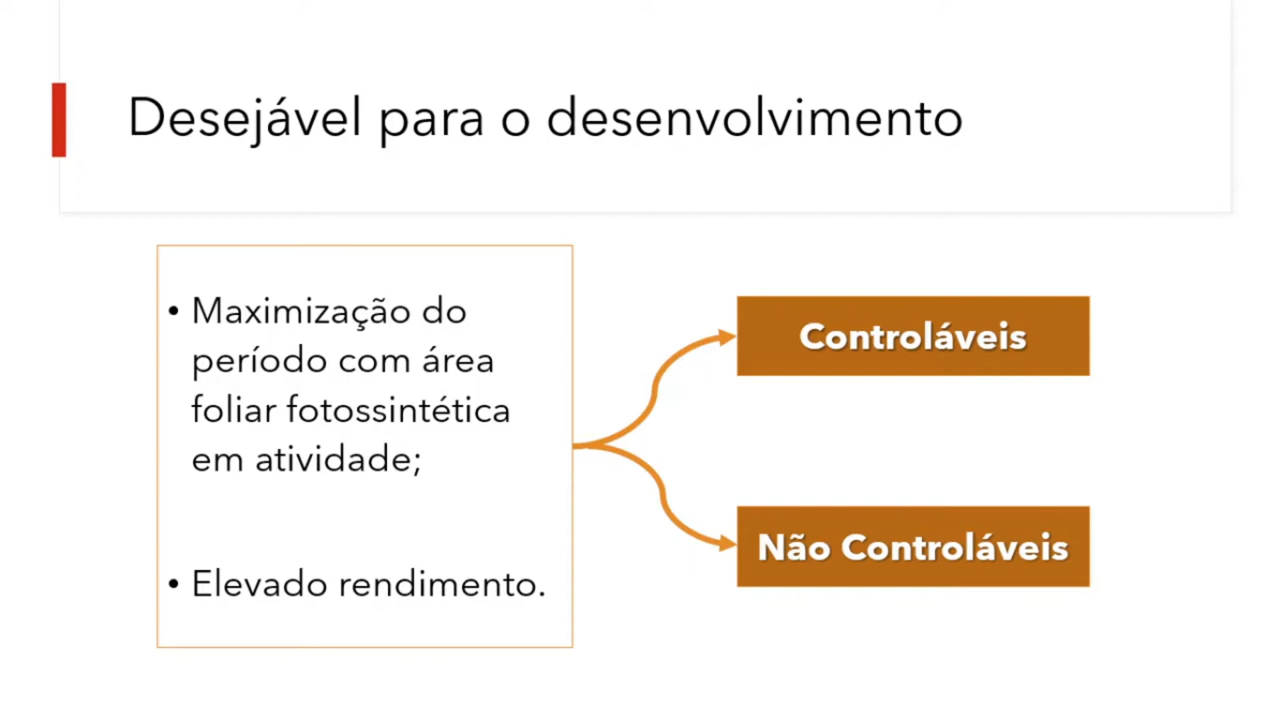 Desejável para o desenvolvimento
• Maximização do
período com área
foliar fotossintética
em atividade;
• Elevado rendimento.
Controláveis
Não Controláveis